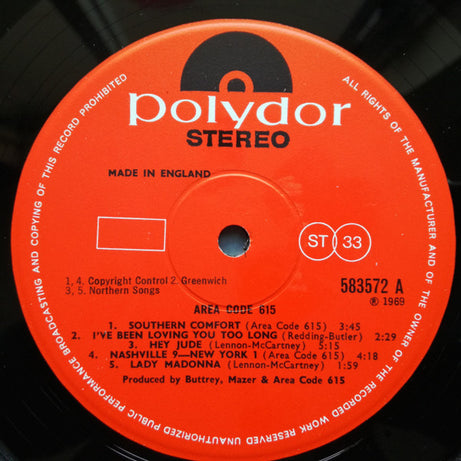 polydor
STEREO
MADE IN ENGLAND
ST 33
1, 4. Copyright Control 2. Greenwich
3, 5. Northern Songs
583572 A
℗ 1969
AREA CODE 615
1. SOUTHERN COMFORT (Area Code 615) 3:45
2. I'VE BEEN LOVING YOU TOO LONG (Redding-Butler) 2:29
3. HEY JUDE (Lennon-McCartney) 5:15
4. NASHVILLE 9—NEW YORK 1 (Area Code 615) 4:18
5. LADY MADONNA (Lennon-McCartney) 1:59
Produced by Buttrey, Mazer & Area Code 615
ALL RIGHTS OF THE MANUFACTURER AND OF THE OWNER OF THE RECORDED WORK RESERVED UNAUTHORIZED PUBLIC PERFORMANCE BROADCASTING AND COPYING OF THIS RECORD PROHIBITED